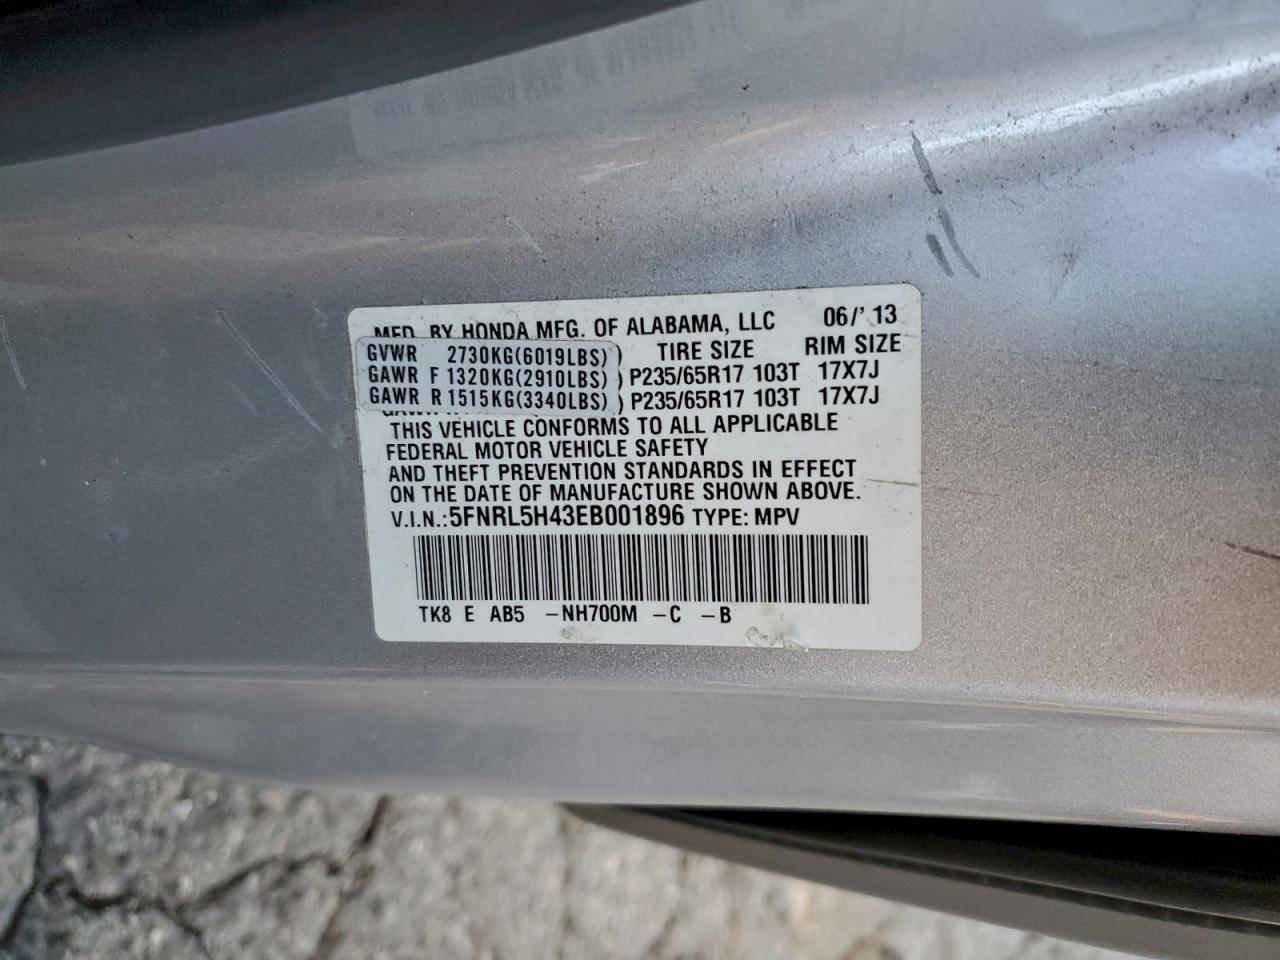 MFD. BY HONDA MFG. OF ALABAMA, LLC 06/'13
GVWR 2730KG(6019LBS) ) TIRE SIZE RIM SIZE
GAWR F 1320KG(2910LBS) ) P235/65R17 103T 17X7J
GAWR R 1515KG(3340LBS) ) P235/65R17 103T 17X7J
THIS VEHICLE CONFORMS TO ALL APPLICABLE
FEDERAL MOTOR VEHICLE SAFETY
AND THEFT PREVENTION STANDARDS IN EFFECT
ON THE DATE OF MANUFACTURE SHOWN ABOVE.
V.I.N.:5FNRL5H43EB001896 TYPE: MPV
TK8 E AB5 -NH700M -C -B